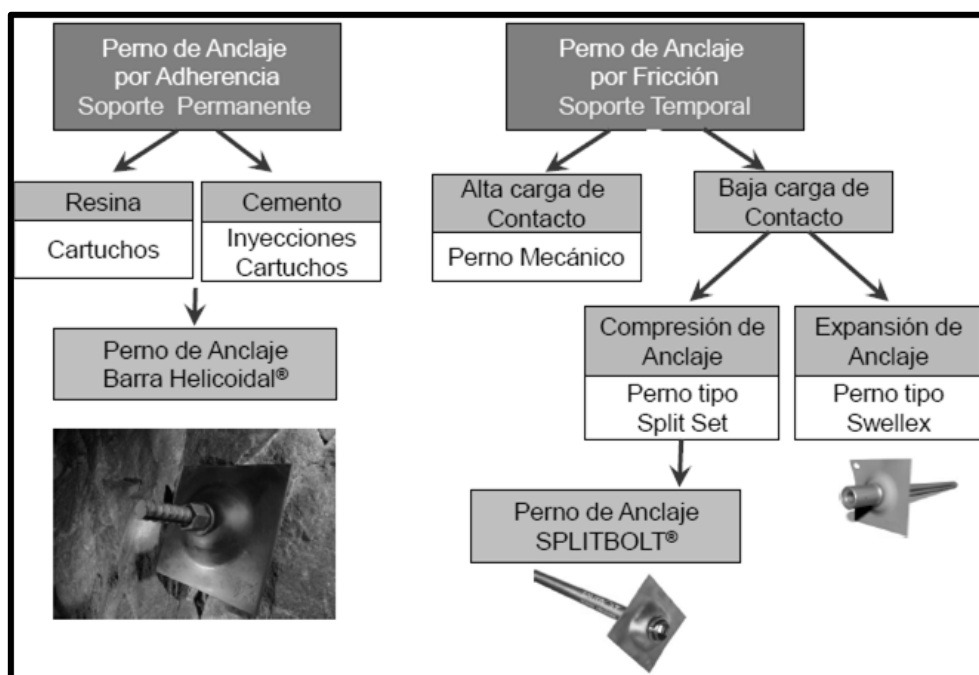 Perno de Anclaje
por Adherencia
Soporte Permanente
Resina
Cartuchos
Cemento
Inyecciones
Cartuchos
Perno de Anclaje
Barra Helicoidal®
Perno de Anclaje
por Fricción
Soporte Temporal
Alta carga de
Contacto
Perno Mecánico
Baja carga de
Contacto
Compresión de
Anclaje
Perno tipo
Split Set
Expansión de
Anclaje
Perno tipo
Swellex
Perno de Anclaje
SPLITBOLT®